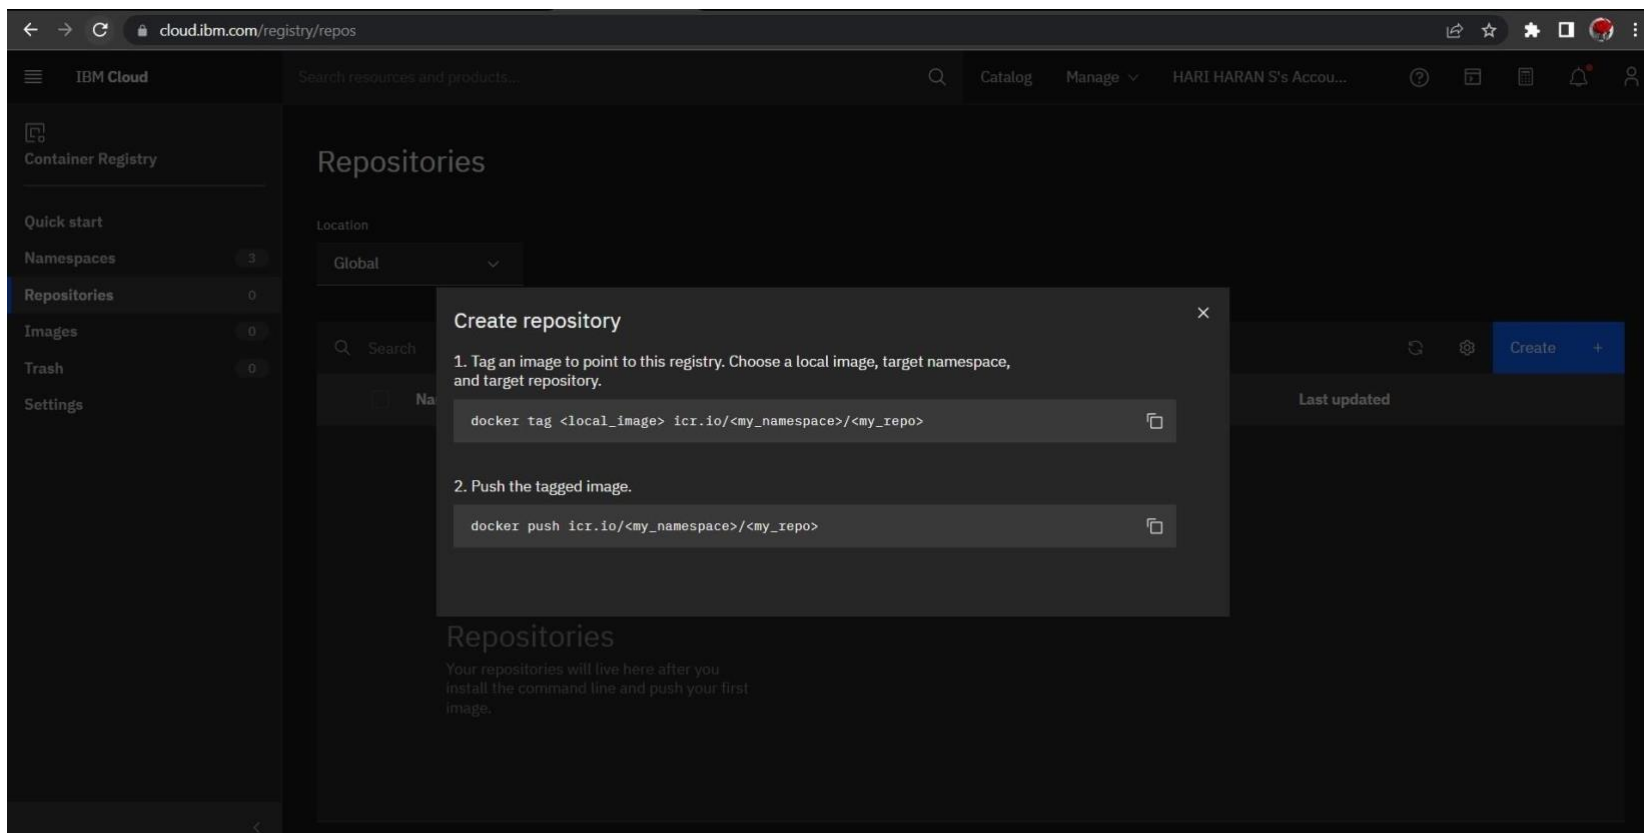 cloud.ibm.com/registry/repos
IBM Cloud
Search resources and products...
Catalog
Manage
HARI HARAN S's Accou...
Container Registry
Quick start
Namespaces 3
Repositories 0
Images 0
Trash 0
Settings
Repositories
Location
Global
Search
Create +
Na
Last updated
Create repository
1. Tag an image to point to this registry. Choose a local image, target namespace,
and target repository.
docker tag <local_image> icr.io/<my_namespace>/<my_repo>
2. Push the tagged image.
docker push icr.io/<my_namespace>/<my_repo>
Repositories
Your repositories will live here after you
install the command line and push your first
image.